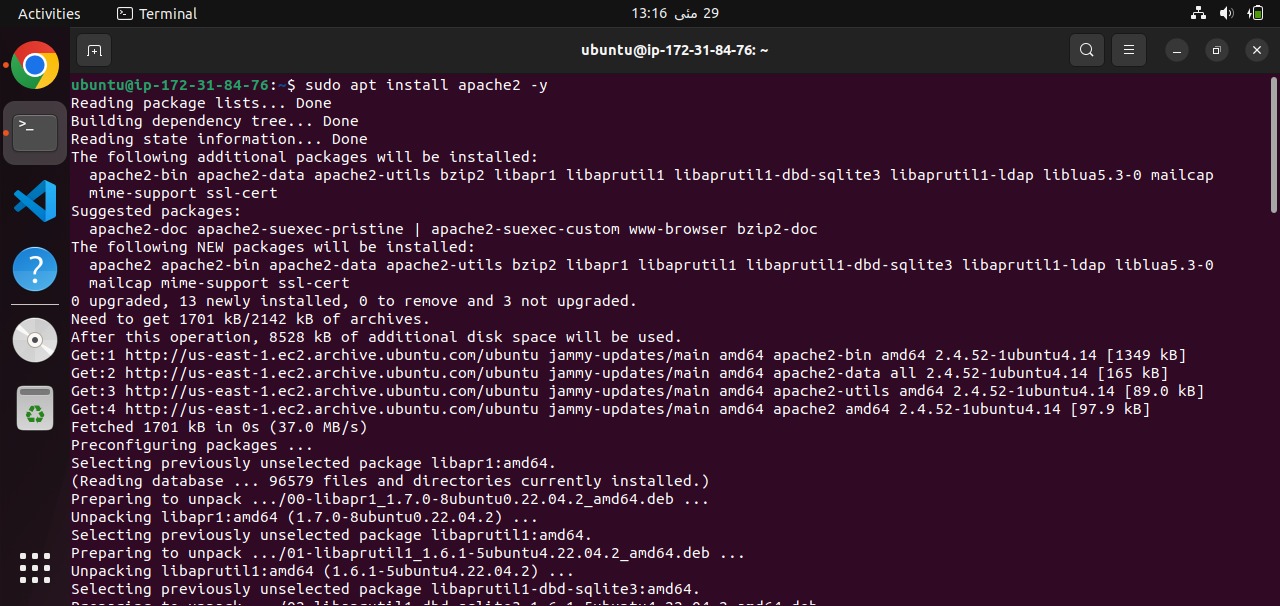 Activities Terminal 29 مئی 13:16
ubuntu@ip-172-31-84-76: ~
ubuntu@ip-172-31-84-76:~$ sudo apt install apache2 -y
Reading package lists... Done
Building dependency tree... Done
Reading state information... Done
The following additional packages will be installed:
  apache2-bin apache2-data apache2-utils bzip2 libapr1 libaprutil1 libaprutil1-dbd-sqlite3 libaprutil1-ldap liblua5.3-0 mailcap
  mime-support ssl-cert
Suggested packages:
  apache2-doc apache2-suexec-pristine | apache2-suexec-custom www-browser bzip2-doc
The following NEW packages will be installed:
  apache2 apache2-bin apache2-data apache2-utils bzip2 libapr1 libaprutil1 libaprutil1-dbd-sqlite3 libaprutil1-ldap liblua5.3-0
  mailcap mime-support ssl-cert
0 upgraded, 13 newly installed, 0 to remove and 3 not upgraded.
Need to get 1701 kB/2142 kB of archives.
After this operation, 8528 kB of additional disk space will be used.
Get:1 http://us-east-1.ec2.archive.ubuntu.com/ubuntu jammy-updates/main amd64 apache2-bin amd64 2.4.52-1ubuntu4.14 [1349 kB]
Get:2 http://us-east-1.ec2.archive.ubuntu.com/ubuntu jammy-updates/main amd64 apache2-data all 2.4.52-1ubuntu4.14 [165 kB]
Get:3 http://us-east-1.ec2.archive.ubuntu.com/ubuntu jammy-updates/main amd64 apache2-utils amd64 2.4.52-1ubuntu4.14 [89.0 kB]
Get:4 http://us-east-1.ec2.archive.ubuntu.com/ubuntu jammy-updates/main amd64 apache2 amd64 2.4.52-1ubuntu4.14 [97.9 kB]
Fetched 1701 kB in 0s (37.0 MB/s)
Preconfiguring packages ...
Selecting previously unselected package libapr1:amd64.
(Reading database ... 96579 files and directories currently installed.)
Preparing to unpack .../00-libapr1_1.7.0-8ubuntu0.22.04.2_amd64.deb ...
Unpacking libapr1:amd64 (1.7.0-8ubuntu0.22.04.2) ...
Selecting previously unselected package libaprutil1:amd64.
Preparing to unpack .../01-libaprutil1_1.6.1-5ubuntu4.22.04.2_amd64.deb ...
Unpacking libaprutil1:amd64 (1.6.1-5ubuntu4.22.04.2) ...
Selecting previously unselected package libaprutil1-dbd-sqlite3:amd64.